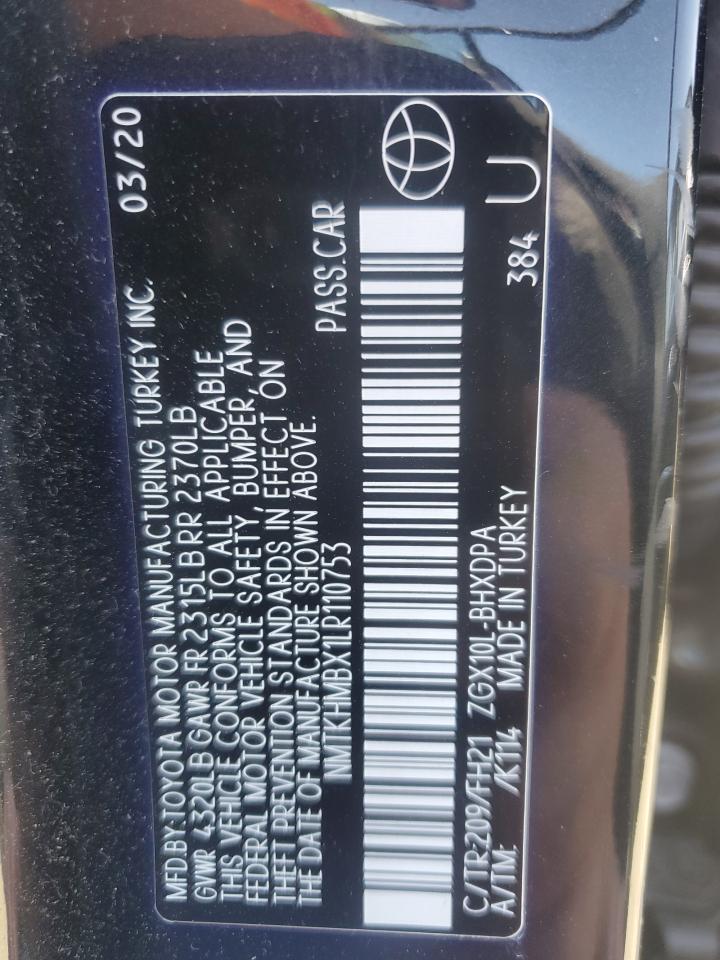 MFD.BY:TOYOTA MOTOR MANUFACTURING TURKEY INC. 03/20
GVWR 4320LB GAWR FR 2315LB RR 2370LB
THIS VEHICLE CONFORMS TO ALL APPLICABLE
FEDERAL MOTOR VEHICLE SAFETY, BUMPER, AND
THEFT PREVENTION STANDARDS IN EFFECT ON
THE DATE OF MANUFACTURE SHOWN ABOVE.
NMTKHMBX1LR110753 PASS.CAR
C/TR:209/FH21 ZGX10L-BHXDPA
A/TM: /K114 MADE IN TURKEY 384 U